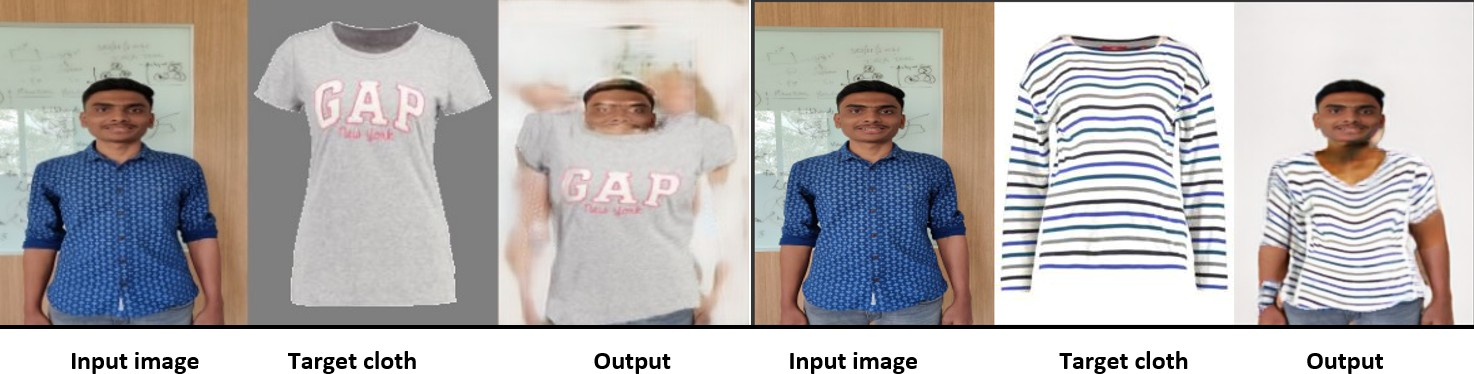 GAP
New York
GAP
New York
Input image
Target cloth
Output
Input image
Target cloth
Output